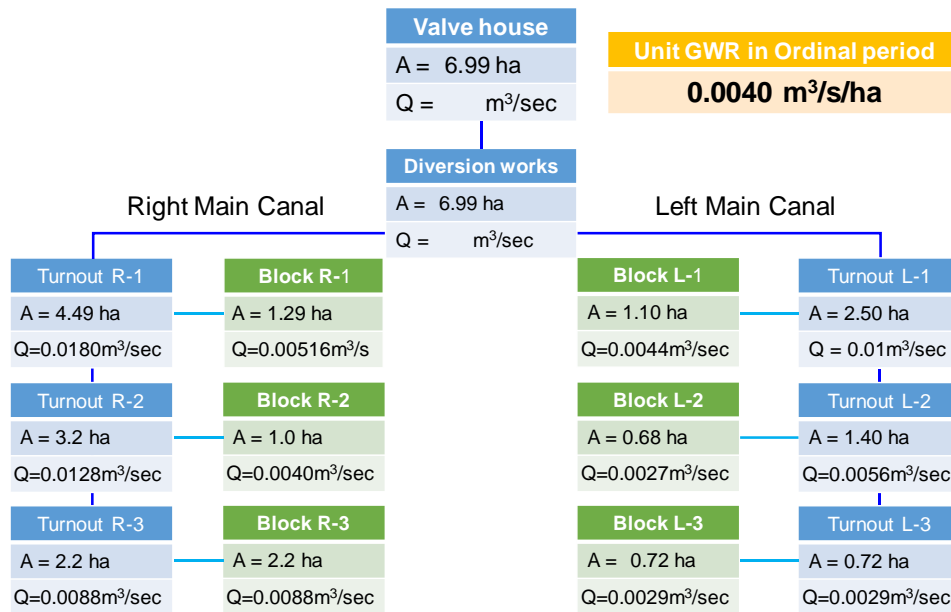 Valve house
A = 6.99 ha
Q = m³/sec
Unit GWR in Ordinal period
0.0040 m³/s/ha
Diversion works
A = 6.99 ha
Q = m³/sec
Right Main Canal
Left Main Canal
Turnout R-1
A = 4.49 ha
Q=0.0180m³/sec
Block R-1
A = 1.29 ha
Q=0.00516m³/s
Block L-1
A = 1.10 ha
Q=0.0044m³/sec
Turnout L-1
A = 2.50 ha
Q = 0.01m³/sec
Turnout R-2
A = 3.2 ha
Q=0.0128m³/sec
Block R-2
A = 1.0 ha
Q=0.0040m³/sec
Block L-2
A = 0.68 ha
Q=0.0027m³/sec
Turnout L-2
A = 1.40 ha
Q=0.0056m³/sec
Turnout R-3
A = 2.2 ha
Q=0.0088m³/sec
Block R-3
A = 2.2 ha
Q=0.0088m³/sec
Block L-3
A = 0.72 ha
Q=0.0029m³/sec
Turnout L-3
A = 0.72 ha
Q=0.0029m³/sec